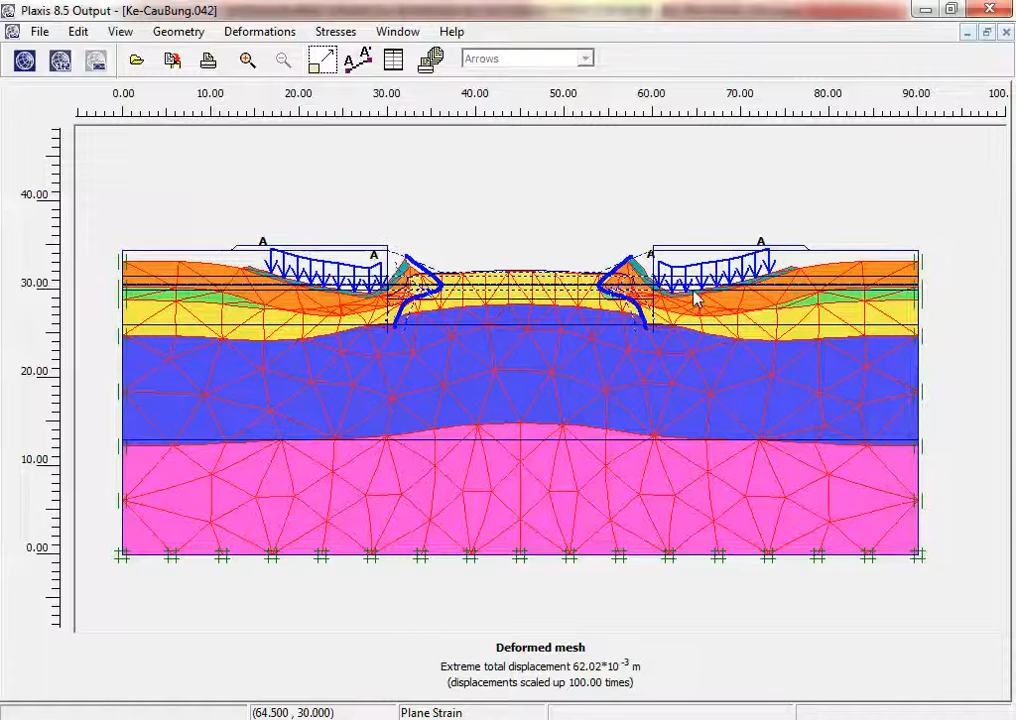 Plaxis 8.5 Output - [Ke-CauBung.042]
File Edit View Geometry Deformations Stresses Window Help
Arrows
0.00 10.00 20.00 30.00 40.00 50.00 60.00 70.00 80.00 90.00 100.
40.00
A A A A
30.00
20.00
10.00
0.00
Deformed mesh
Extreme total displacement 62.02*10 -3 m
(displacements scaled up 100.00 times)
(64.500 , 30.000) Plane Strain